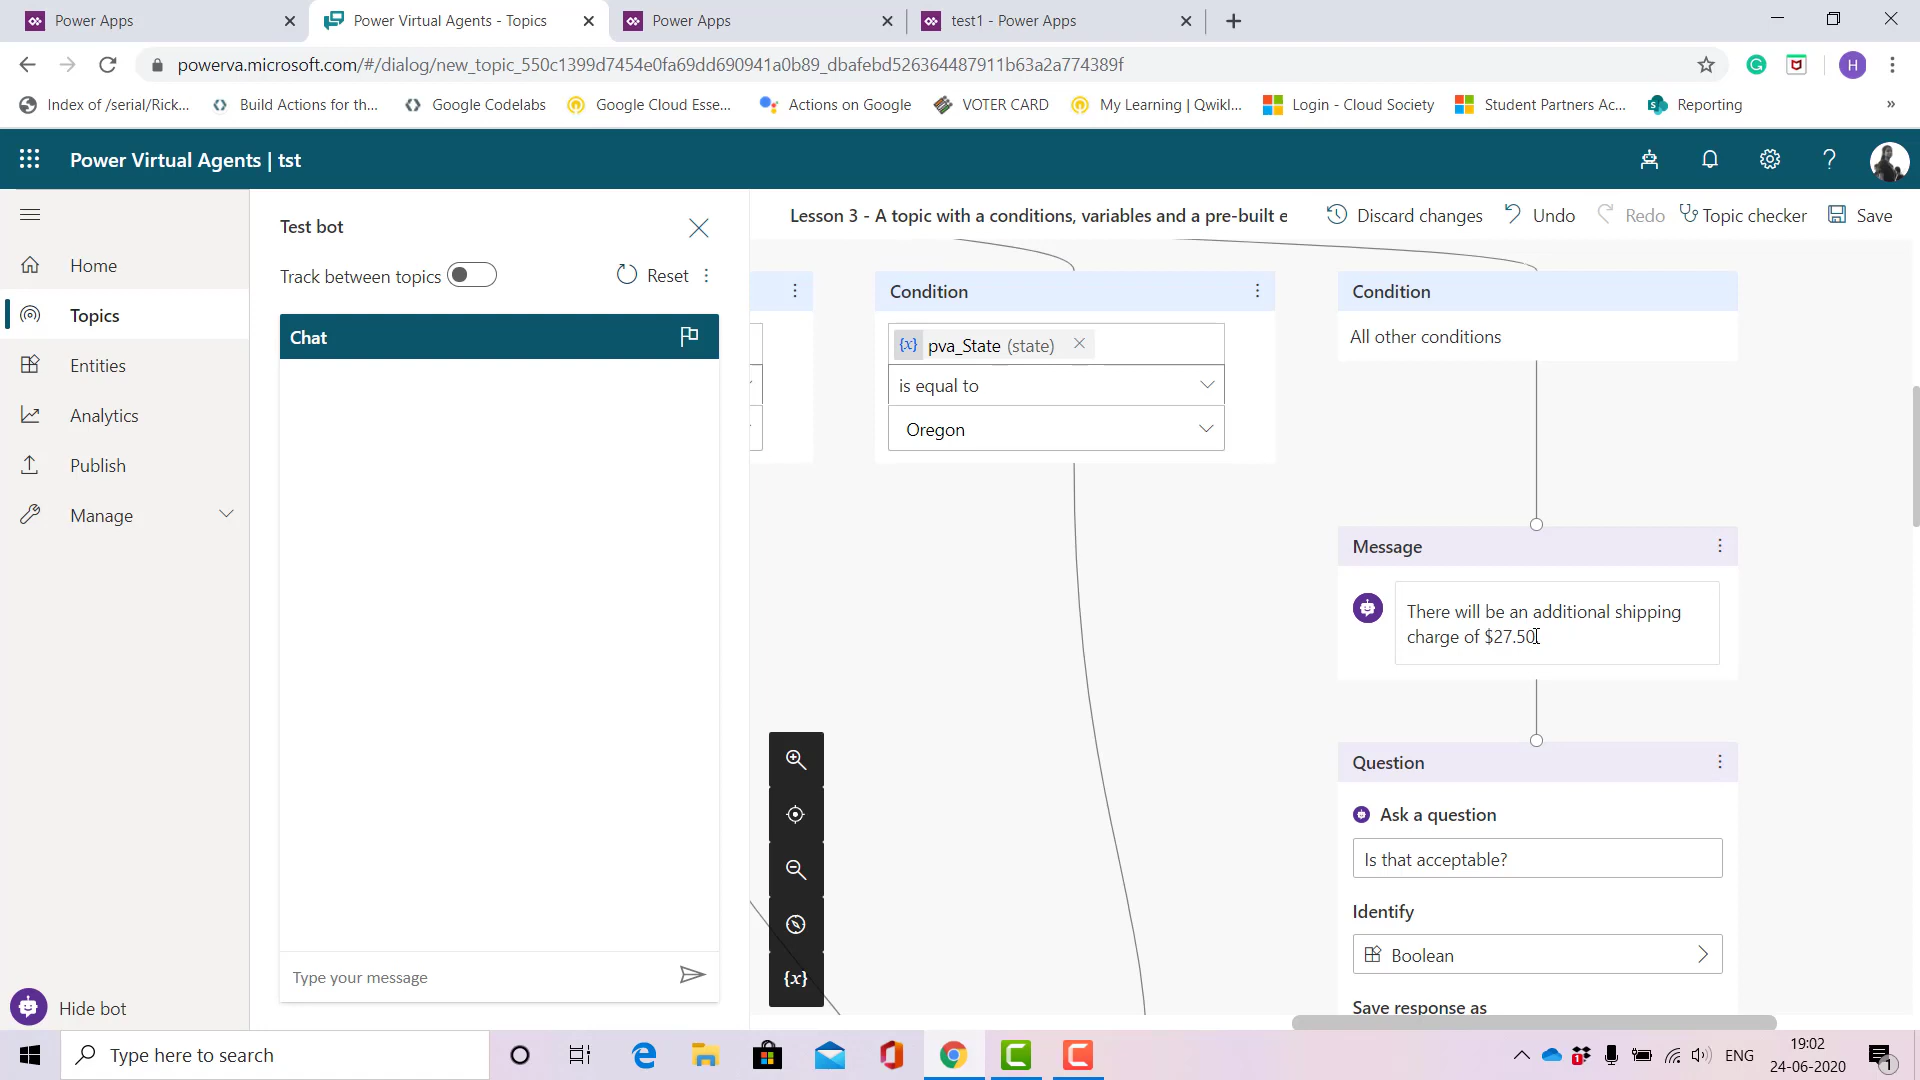 Power Apps
Power Virtual Agents - Topics
Power Apps
test1 - Power Apps
powerva.microsoft.com/#/dialog/new_topic_550c1399d7454e0fa69dd690941a0b89_dbafebd526364487911b63a2a774389f
H
Index of /serial/Rick...
Build Actions for th...
Google Codelabs
Google Cloud Esse...
Actions on Google
VOTER CARD
My Learning | Qwikl...
Login - Cloud Society
Student Partners Ac...
Reporting
»
Power Virtual Agents | tst
?
Home
Topics
Entities
Analytics
Publish
Manage
Hide bot
Test bot
Track between topics
Reset
Chat
Type your message
Lesson 3 - A topic with a conditions, variables and a pre-built e
Discard changes
Undo
Redo
Topic checker
Save
Condition
{x} pva_State (state)
is equal to
Oregon
Condition
All other conditions
Message
There will be an additional shipping
charge of $27.50
Question
Ask a question
Is that acceptable?
Identify
Boolean
Save response as
{x}
Type here to search
1
ENG
19:02
24-06-2020
1